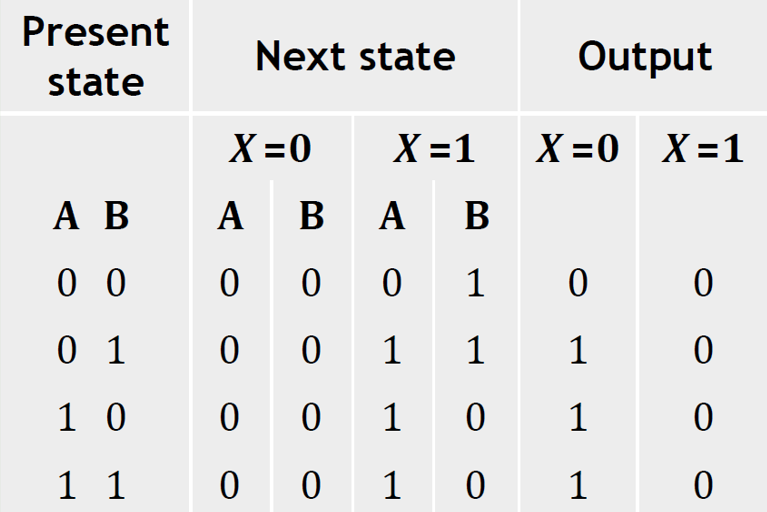 Present state Next state Output
X=0 X=1 X=0 X=1
A B A B A B
0 0 0 0 0 1 0 0
0 1 0 0 1 1 1 0
1 0 0 0 1 0 1 0
1 1 0 0 1 0 1 0